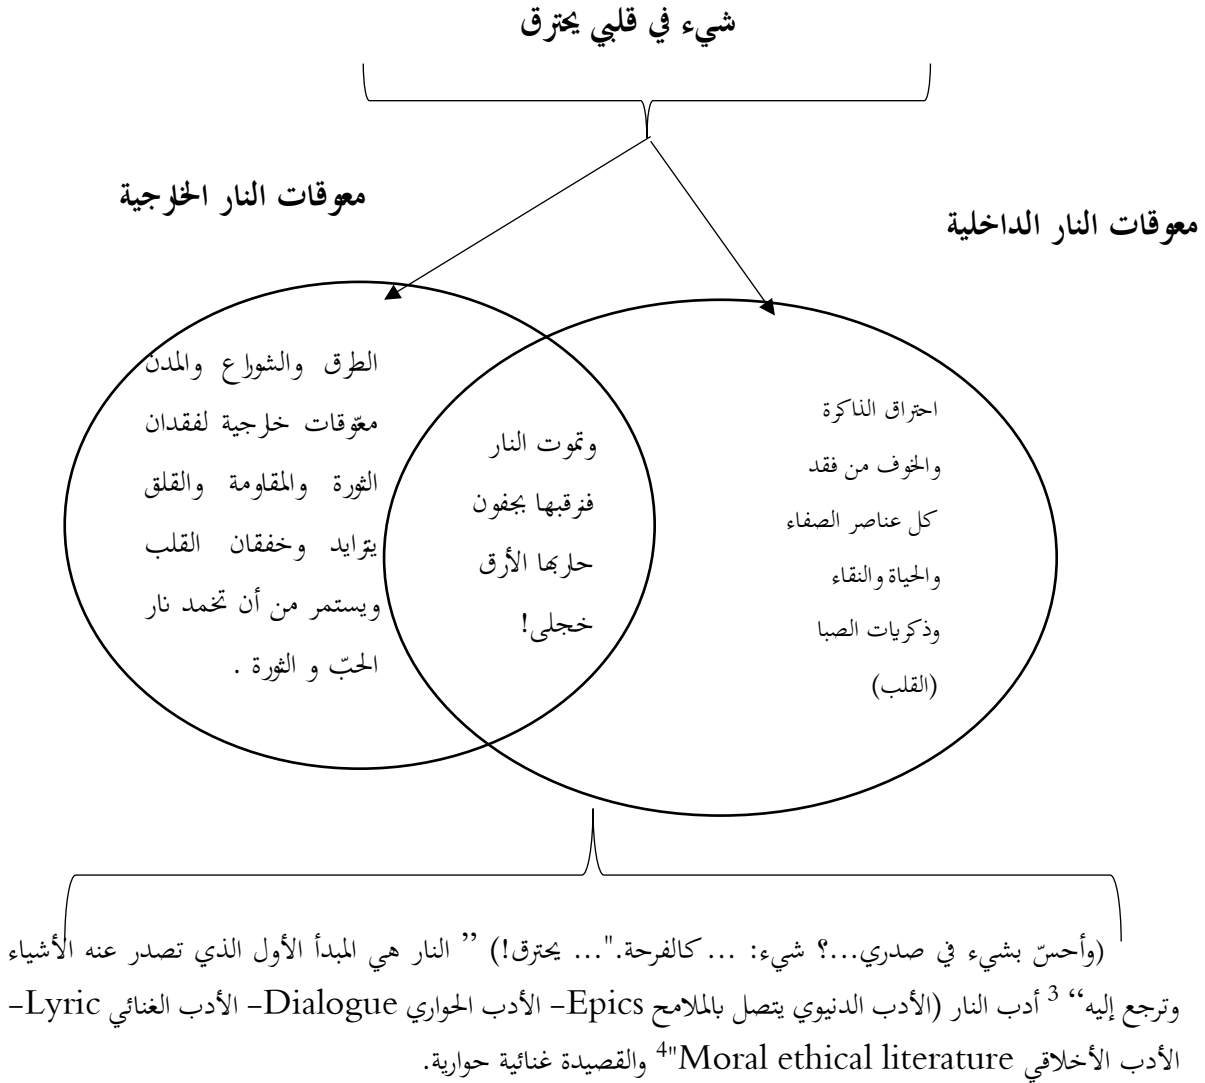 شيء في قلبي يحترق
معوقات النار الخارجية
معوقات النار الداخلية
الطرق والشوراع والمدن
معوّقات خارجية لفقدان
الثورة والمقاومة والقلق
يتزايد وخفقان القلب
ويستمر من أن تخمد نار
الحبّ و الثورة .
وتموت النار
فنرقبها بجفون
حاربها الأرق
خجلى!
احتراق الذاكرة
والخوف من فقد
كل عناصر الصفاء
والحياة والنقاء
وذكريات الصبا
(القلب)
(وأحسّ بشيء في صدري...؟ شيء: ... كالفرحة."... يحترق!) ’’ النار هي المبدأ الأول الذي تصدر عنه الأشياء
وترجع إليه‘‘ 3 أدب النار (الأدب الدنيوي يتصل بالملامح Epics– الأدب الحواري Dialogue– الأدب الغنائي Lyric–
الأدب الأخلاقي Moral ethical literature"4 والقصيدة غنائية حوارية.